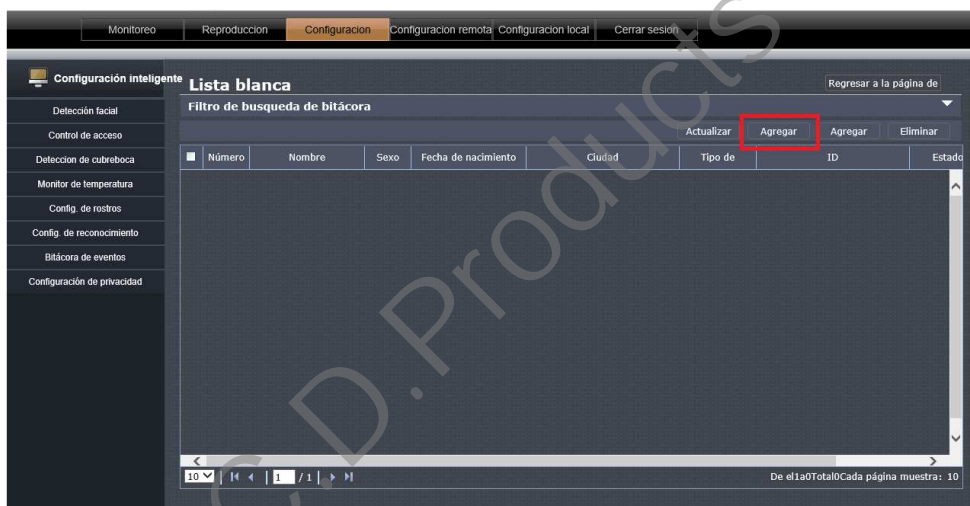 Monitoreo Reproduccion Configuracion Configuracion remota Configuracion local Cerrar sesion
Configuración inteligente
Detección facial
Control de acceso
Deteccion de cubreboca
Monitor de temperatura
Config. de rostros
Config. de reconocimiento
Bitácora de eventos
Configuración de privacidad
Lista blanca
Regresar a la página de
Filtro de busqueda de bitácora
Actualizar Agregar Agregar Eliminar
Número Nombre Sexo Fecha de nacimiento Ciudad Tipo de ID Estado
10 1 / 1
De el1a0Total0Cada página muestra: 10
C.D.Products